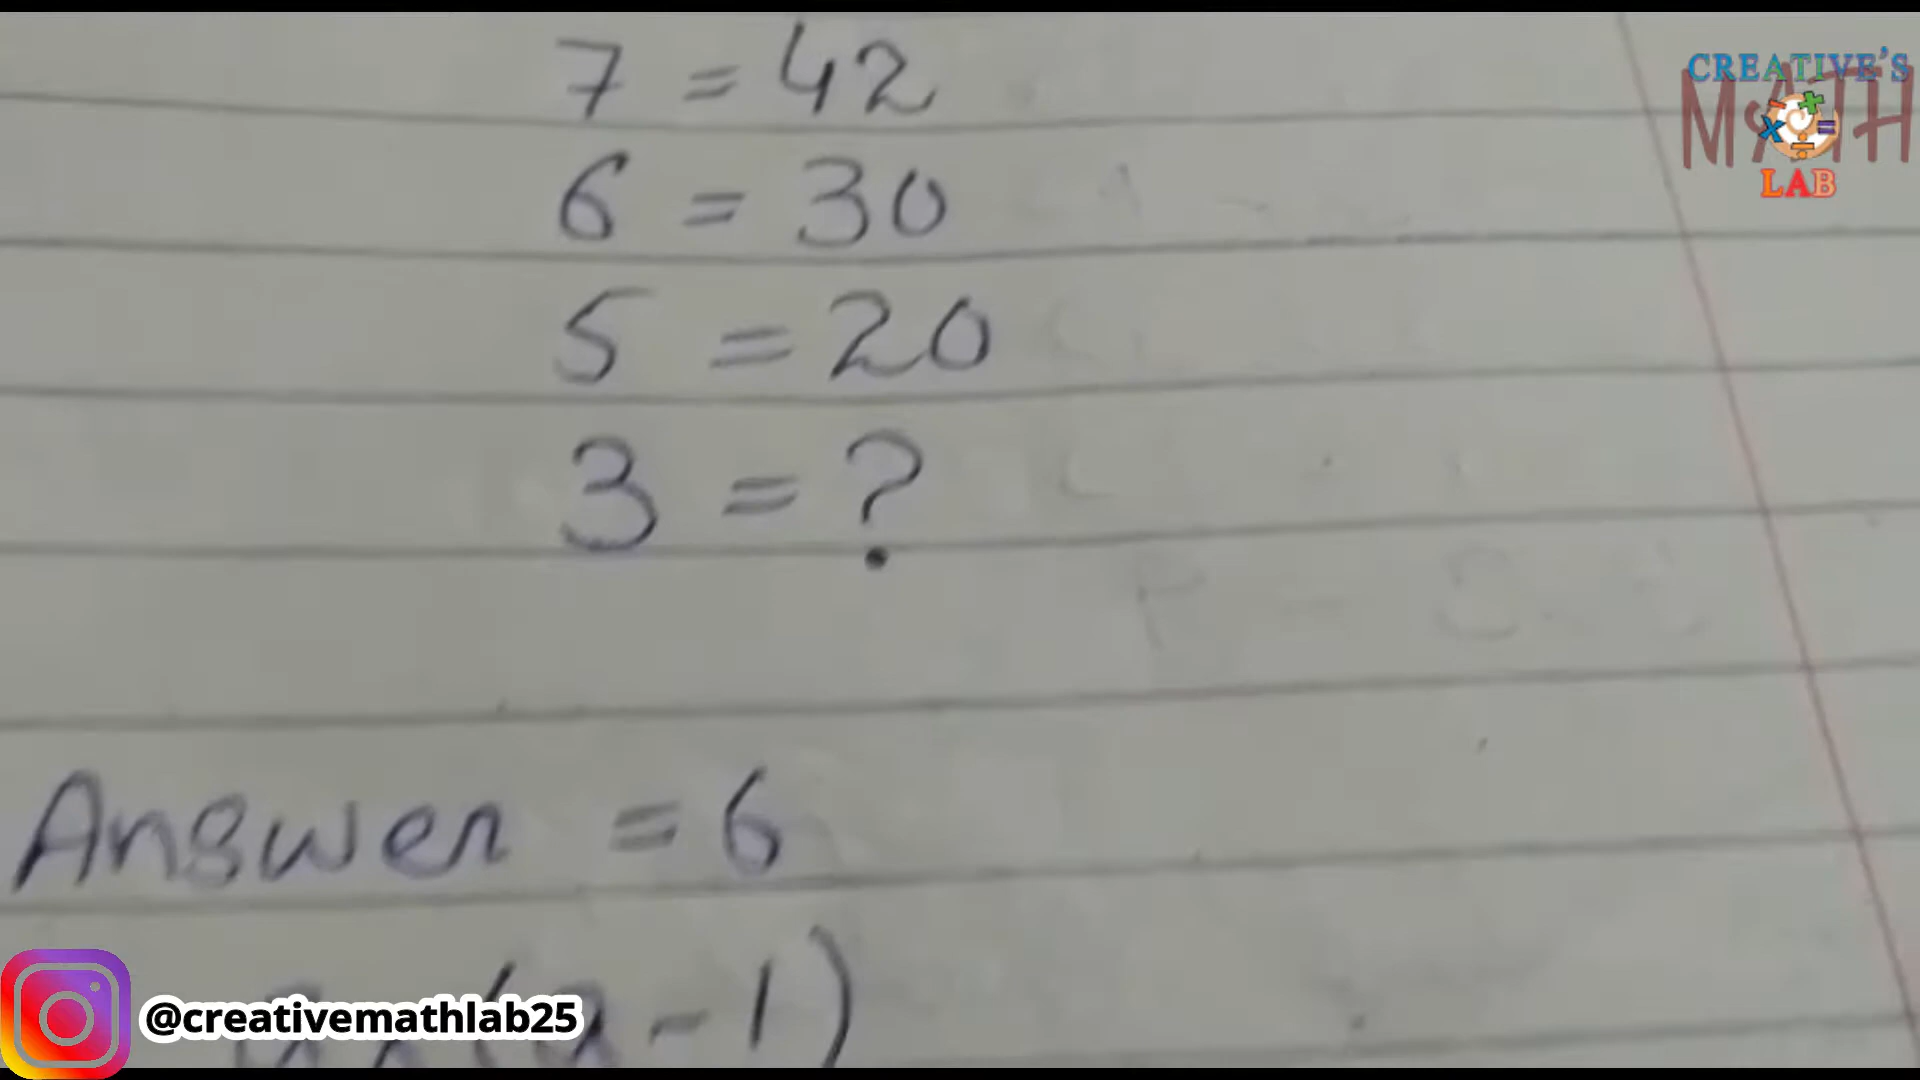 7 = 42
6 = 30
5 = 20
3 = ?
Answer = 6
(a - 1)
CREATIVE'S
MATH
LAB
@creativemathlab25